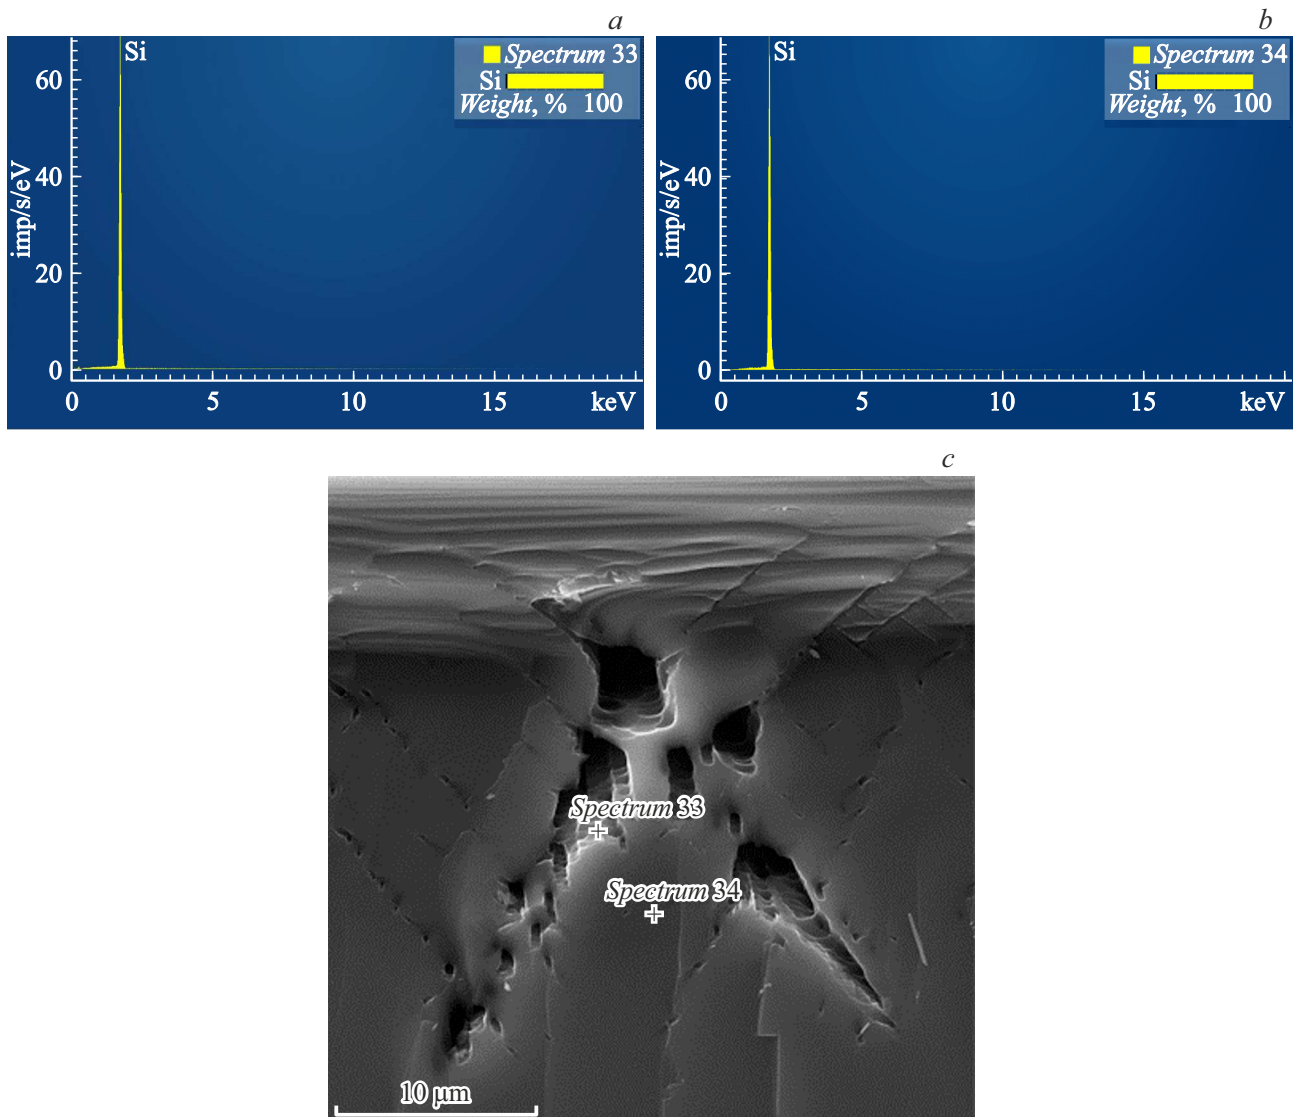 a
Si
Spectrum 33
Si
Weight, % 100
60
40
20
0
imp/s/eV
0 5 10 15 keV
b
Si
Spectrum 34
Si
Weight, % 100
60
40
20
0
imp/s/eV
0 5 10 15 keV
c
Spectrum 33
Spectrum 34
10 μm